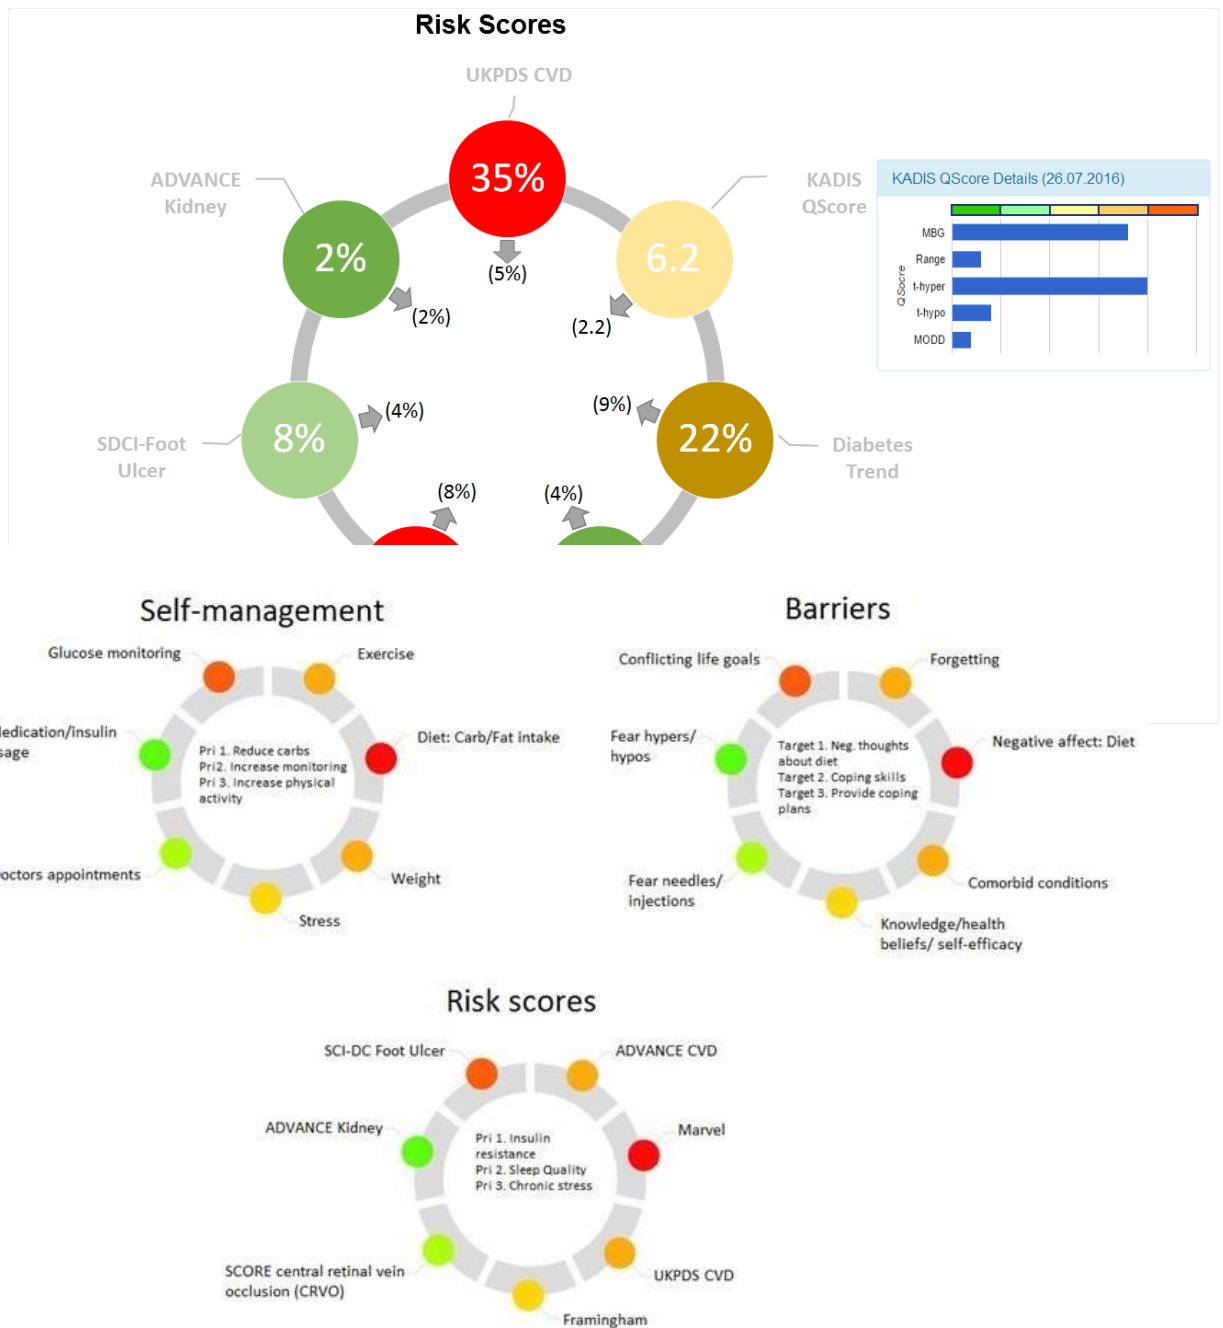 Risk Scores
UKPDS CVD
ADVANCE
Kidney
35%
KADIS
QScore
2%
6.2
(5%)
(2%)
(2.2)
KADIS QScore Details (26.07.2016)
MBG
Range
t-hyper
t-hypo
MODD
QSocre
SDCI-Foot
Ulcer
8%
(4%)
(9%)
22%
Diabetes
Trend
(8%)
(4%)
Self-management
Glucose monitoring
Exercise
edication/insulin
sage
Diet: Carb/Fat intake
Pri 1. Reduce carbs
Pri2. Increase monitoring
Pri 3. Increase physical
activity
octors appointments
Weight
Stress
Barriers
Conflicting life goals
Forgetting
Fear hypers/
hypos
Negative affect: Diet
Target 1. Neg. thoughts
about diet
Target 2. Coping skills
Target 3. Provide coping
plans
Fear needles/
injections
Comorbid conditions
Knowledge/health
beliefs/ self-efficacy
Risk scores
SCI-DC Foot Ulcer
ADVANCE CVD
ADVANCE Kidney
Marvel
Pri 1. Insulin
resistance
Pri 2. Sleep Quality
Pri 3. Chronic stress
SCORE central retinal vein
occlusion (CRVO)
UKPDS CVD
Framingham